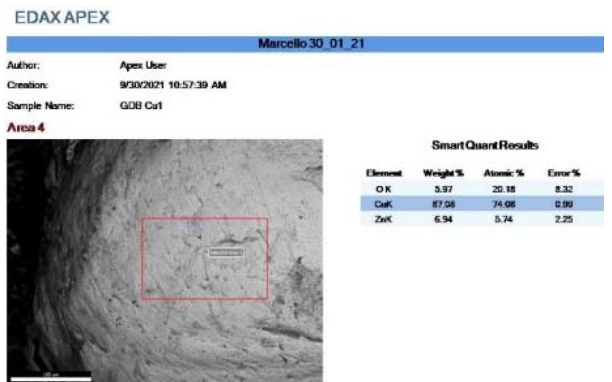 EDAX APEX
Marcello 30_01_21
Author: Apex User
Creation: 9/30/2021 10:57:39 AM
Sample Name: GDB Cu1
Area 4
Smart Quant Results
Element Weight % Atomic % Error %
O K 5.97 20.18 8.32
CuK 87.08 74.08 0.99
ZnK 6.94 5.74 2.25